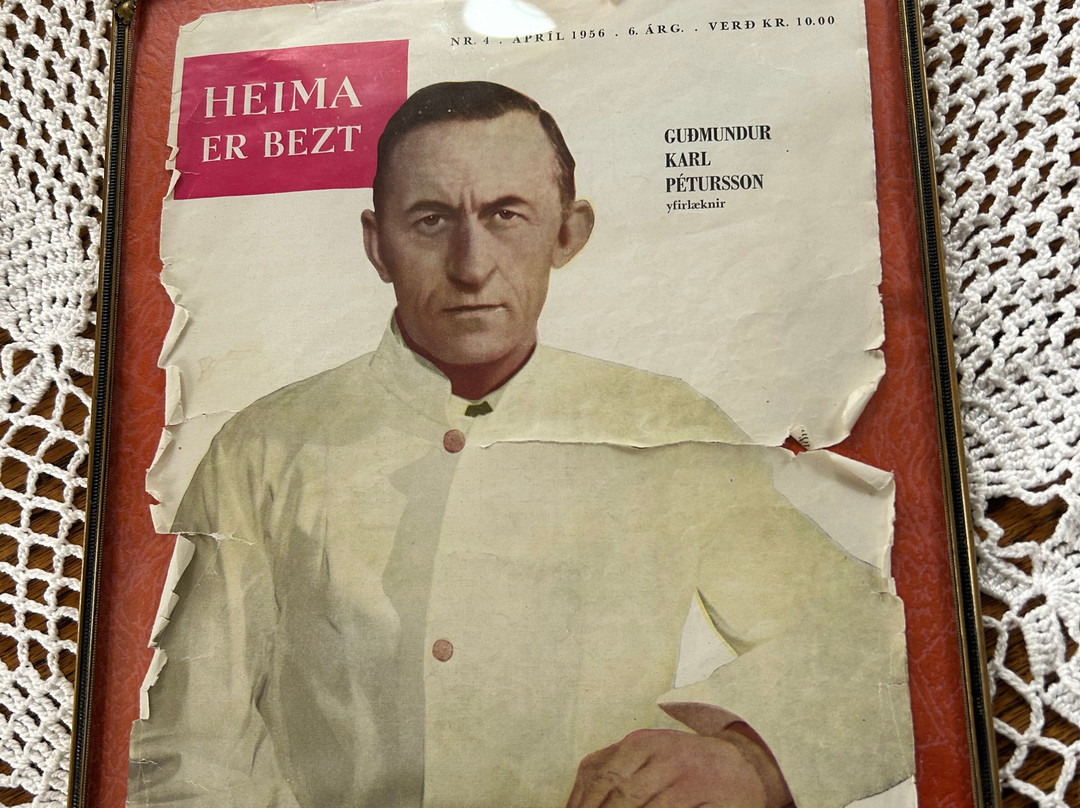 NR. 4 . APRÍL 1956 . 6. ÁRG. . VERÐ KR. 10.00
HEIMA
ER BEZT
GUÐMUNDUR
KARL
PÉTURSSON
yfirlæknir